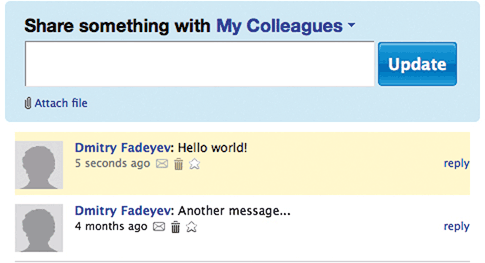 Share something with My Colleagues
Update
Attach file
Dmitry Fadeyev: Hello world!
5 seconds ago
reply
Dmitry Fadeyev: Another message...
4 months ago
reply